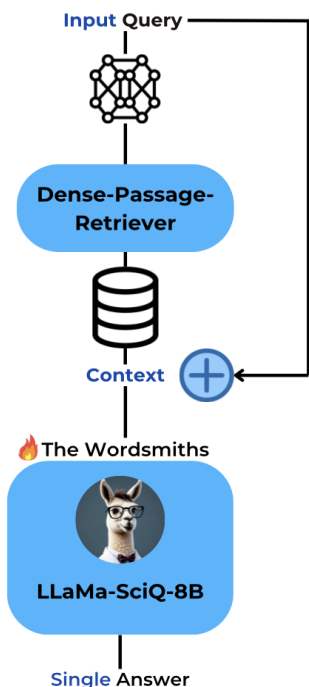 Input Query
Dense-Passage-
Retriever
Context
🔥The Wordsmiths
LLaMa-SciQ-8B
Single Answer